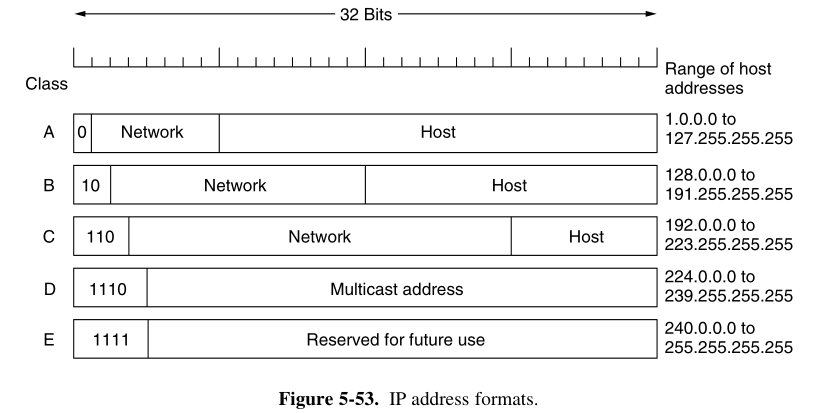 32 Bits
Class
Range of host
addresses
A 0 Network Host 1.0.0.0 to
127.255.255.255
B 10 Network Host 128.0.0.0 to
191.255.255.255
C 110 Network Host 192.0.0.0 to
223.255.255.255
D 1110 Multicast address 224.0.0.0 to
239.255.255.255
E 1111 Reserved for future use 240.0.0.0 to
255.255.255.255
Figure 5-53. IP address formats.